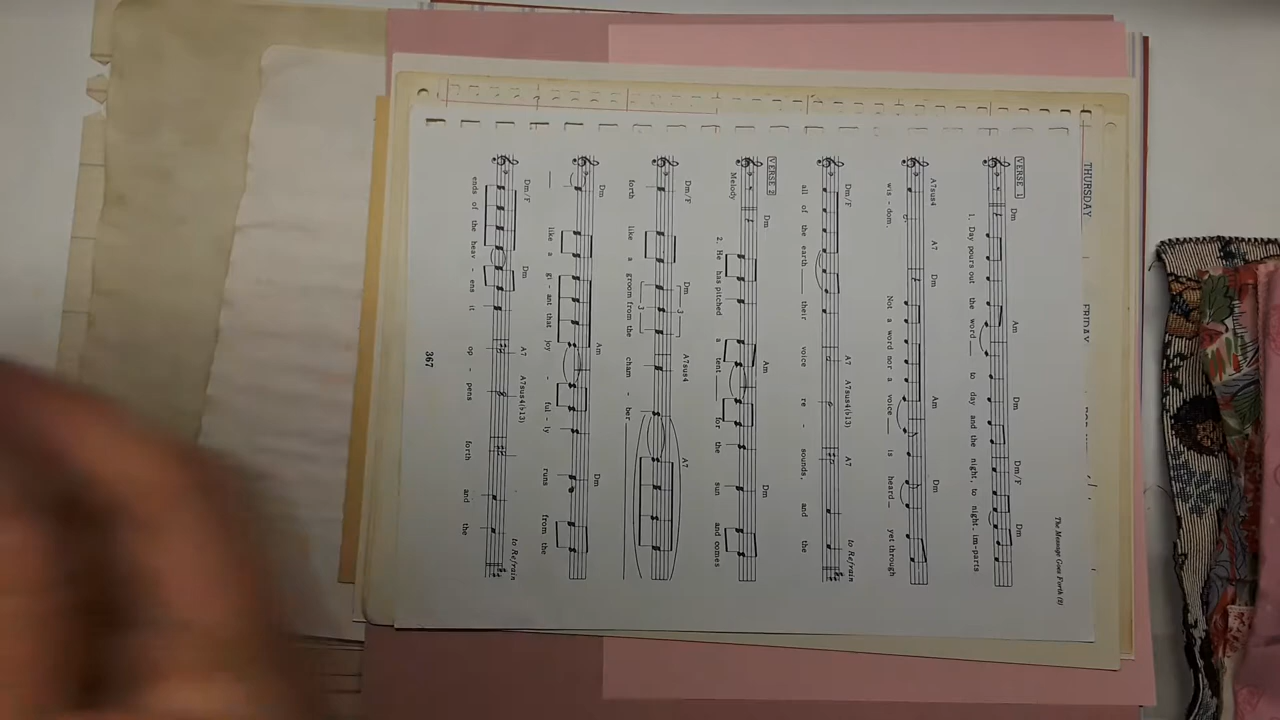 THURSDAY
FRIDAY
The Message Goes Forth (2)
VERSE 1
Dm Am Dm Dm/F Dm
1. Day pours out the word to day and the night, to night, im-parts
A7sus4 A7 Dm Am Dm
wis - dom. Not a word nor a voice is heard yet through
Dm/F A7 A7sus4(b13) A7 to Refrain
all of the earth their voice re - sounds, and the
VERSE 2
Dm Am Dm
Melody
2. He has pitched a tent for the sun and comes
Dm/F Dm A7sus4 A7
3
3
forth like a groom from the cham - ber
Dm Am Dm
like a gi - ant that joy - ful - ly runs from the
Dm/F Dm A7 A7sus4(b13) to Refrain
ends of the heav - ens it op - pens forth and the
367